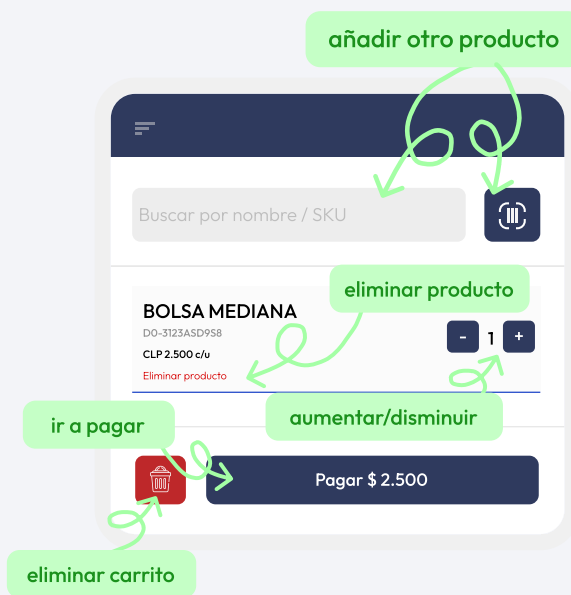 añadir otro producto
Buscar por nombre / SKU
eliminar producto
BOLSA MEDIANA
D0-3123ASD9S8
CLP 2.500 c/u
Eliminar producto
- 1 +
aumentar/disminuir
ir a pagar
Pagar $ 2.500
eliminar carrito